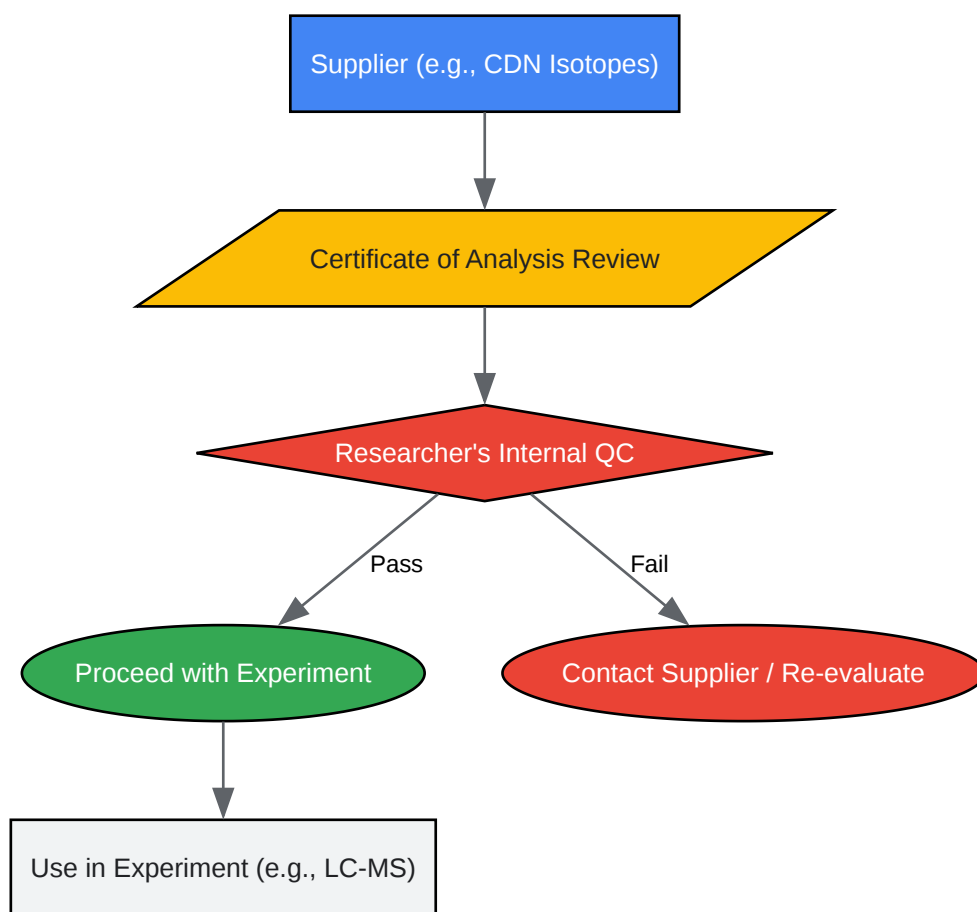 Supplier (e.g., CDN Isotopes)
Certificate of Analysis Review
Researcher's Internal QC
Pass
Fail
Proceed with Experiment
Contact Supplier / Re-evaluate
Use in Experiment (e.g., LC-MS)